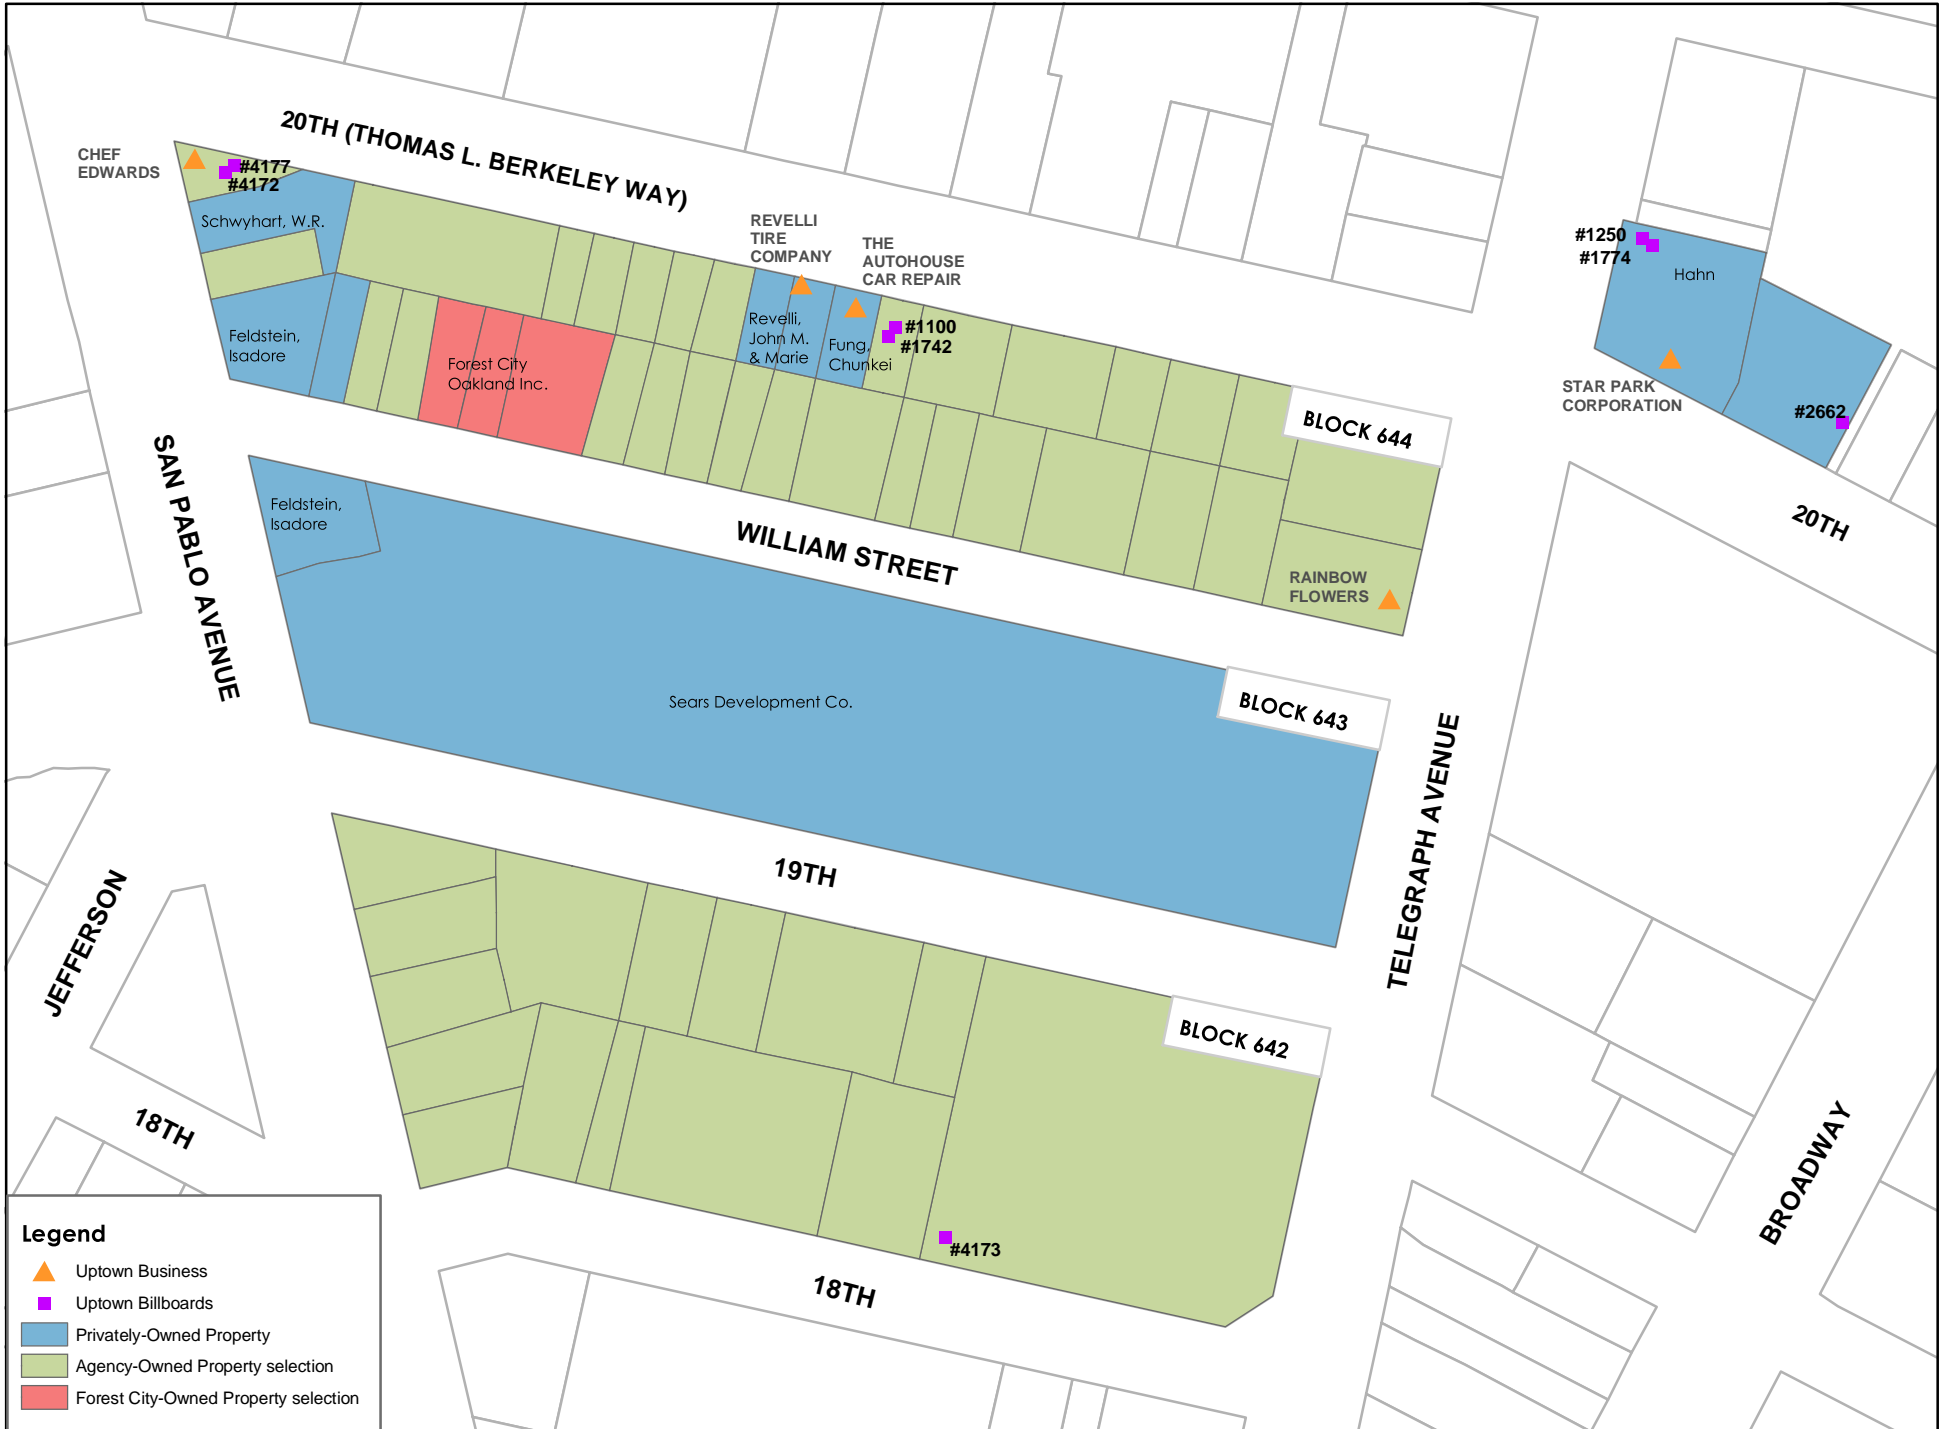 20TH (THOMAS L. BERKELEY WAY)
CHEF
EDWARDS
#4177
#4172
Schwyhart, W.R.
REVELLI
TIRE
COMPANY
THE
AUTOHOUSE
CAR REPAIR
#1250
#1774
Hahn
Feldstein,
Isadore
Forest City
Oakland Inc.
Revelli,
John M.
& Marie
Fung,
Chunkei
#1100
#1742
STAR PARK
CORPORATION
#2662
BLOCK 644
20TH
SAN PABLO AVENUE
Feldstein,
Isadore
WILLIAM STREET
RAINBOW
FLOWERS
Sears Development Co.
BLOCK 643
TELEGRAPH AVENUE
19TH
JEFFERSON
BLOCK 642
18TH
BROADWAY
#4173
18TH
Legend
Uptown Business
Uptown Billboards
Privately-Owned Property
Agency-Owned Property selection
Forest City-Owned Property selection